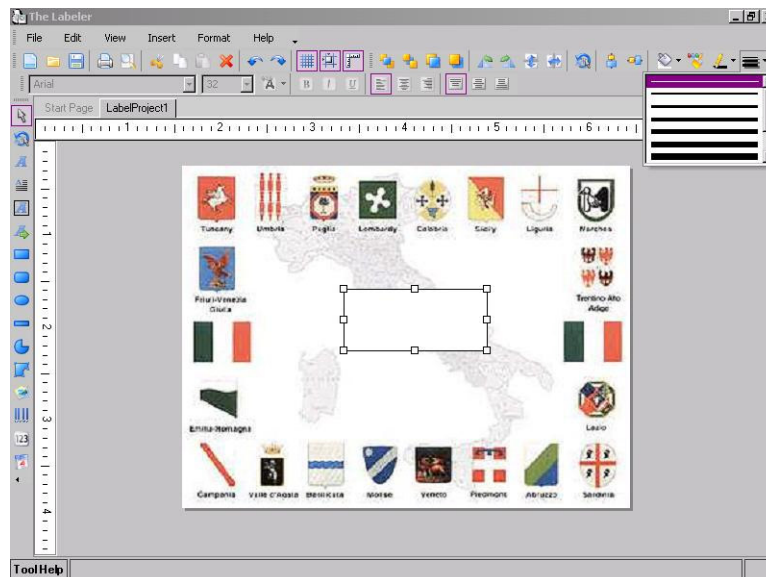 The Labeler
File Edit View Insert Format Help
Arial 32 A B I U
Start Page LabelProject1
1 2 3 4 5 6
Tuscany Umbria Puglia Lombardy Calabria Sicily Liguria Marches
Friuli-Venezia
Giulia
Trentino Alto
Adige
2
Emilia-Romagna
Lazio
3
123
Campania Valle d'Aosta Basilicata Molise Veneto Piedmont Abruzzo Sardinia
4
Tool Help